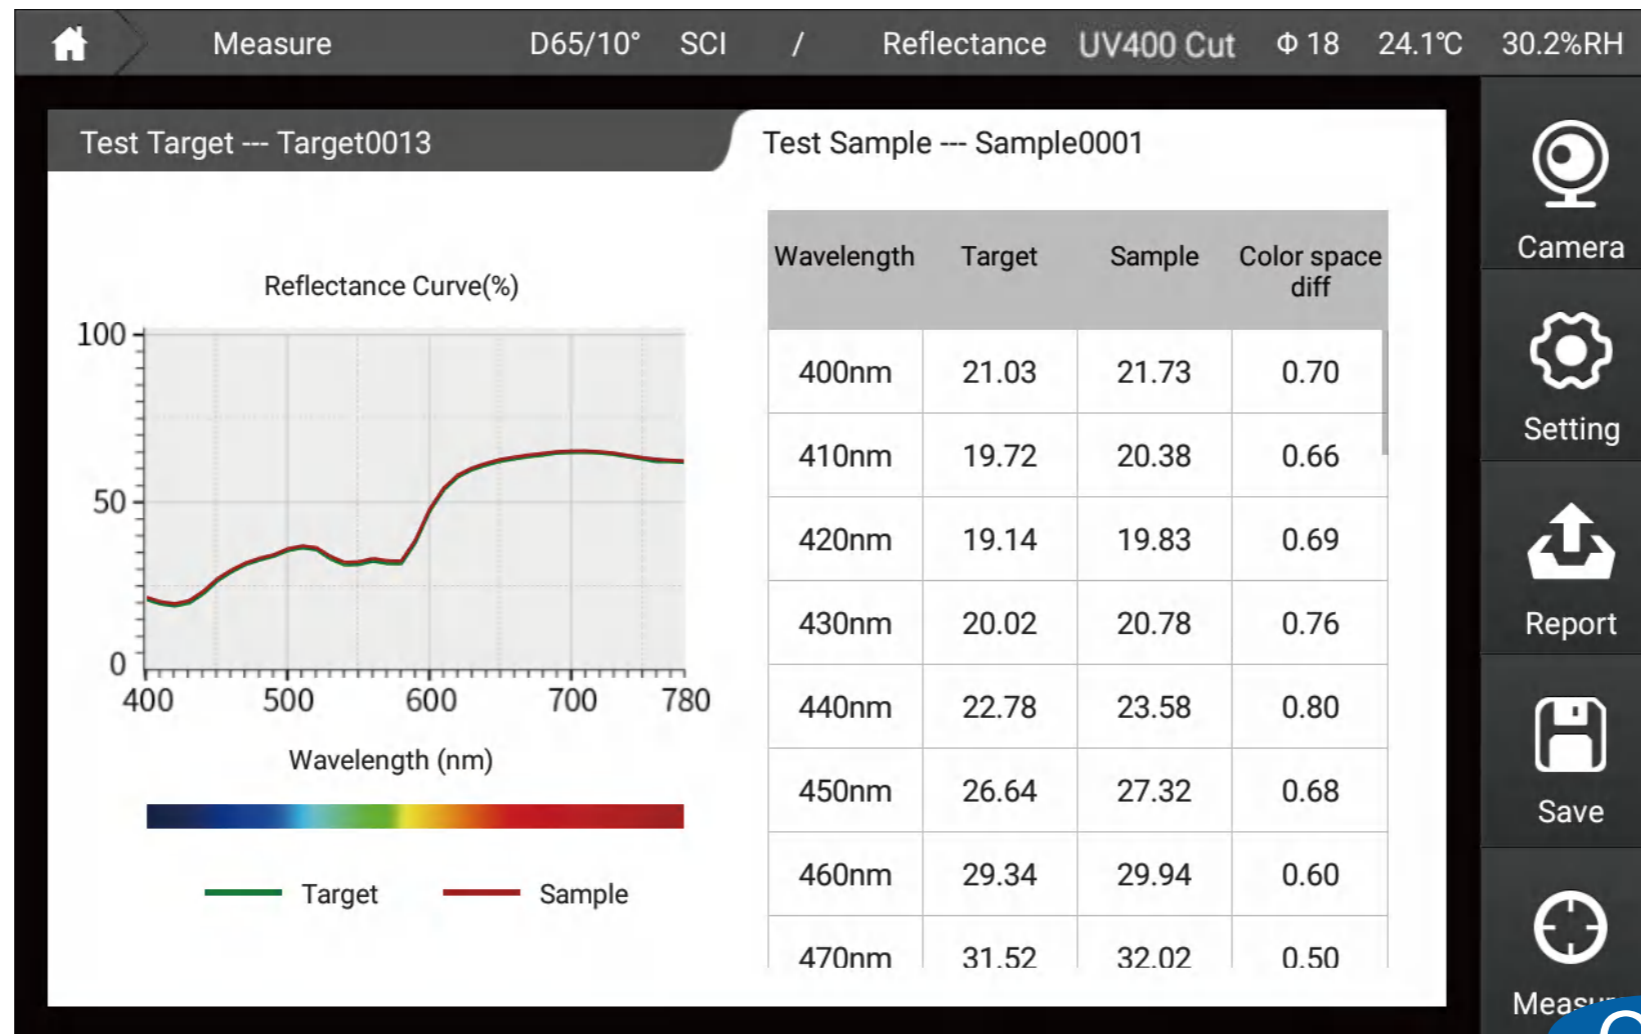 Measure D65/10° SCI / Reflectance UV400 Cut Φ 18 24.1℃ 30.2%RH
Test Target --- Target0013
Test Sample --- Sample0001
Reflectance Curve(%)
100
50
0
400 500 600 700 780
Wavelength (nm)
Target Sample
Wavelength Target Sample Color space diff
400nm 21.03 21.73 0.70
410nm 19.72 20.38 0.66
420nm 19.14 19.83 0.69
430nm 20.02 20.78 0.76
440nm 22.78 23.58 0.80
450nm 26.64 27.32 0.68
460nm 29.34 29.94 0.60
470nm 31.52 32.02 0.50
Camera
Setting
Report
Save